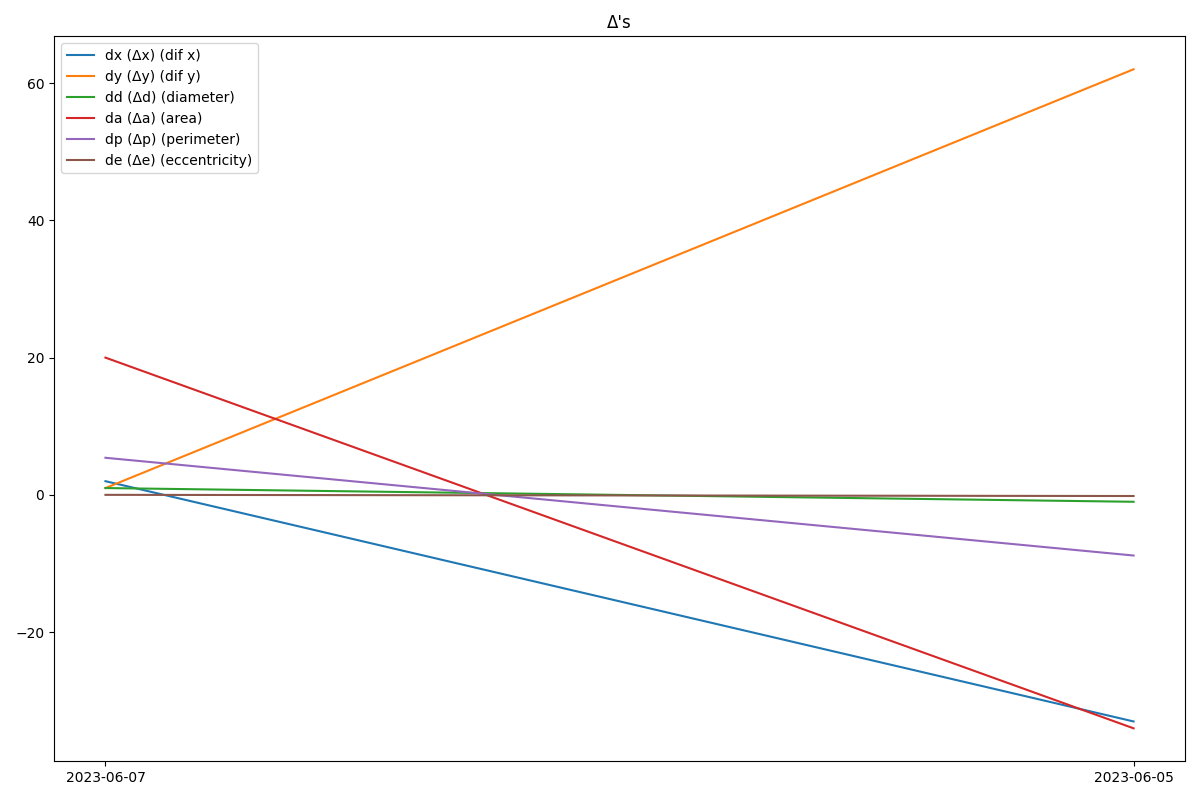 Δ's
dx (Δx) (dif x)
dy (Δy) (dif y)
dd (Δd) (diameter)
da (Δa) (area)
dp (Δp) (perimeter)
de (Δe) (eccentricity)
60
40
20
0
−20
2023-06-07
2023-06-05